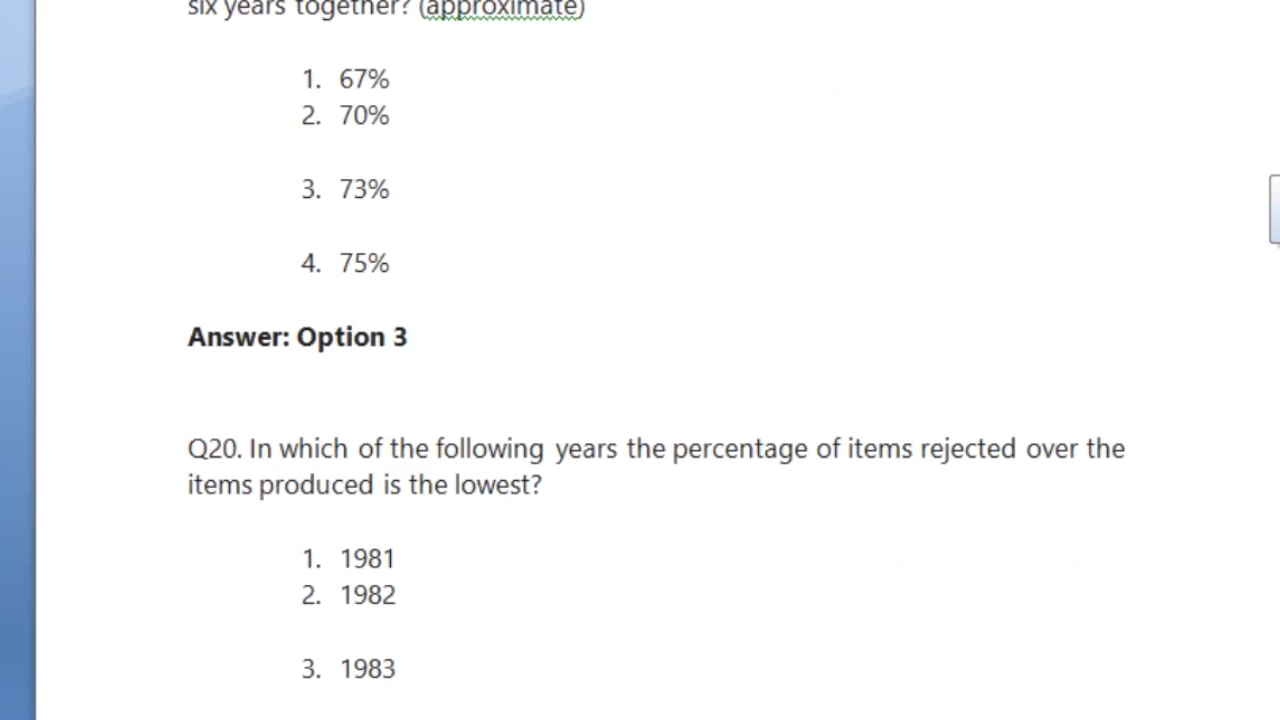 six years together? (approximate)
1. 67%
2. 70%
3. 73%
4. 75%
Answer: Option 3
Q20. In which of the following years the percentage of items rejected over the
items produced is the lowest?
1. 1981
2. 1982
3. 1983